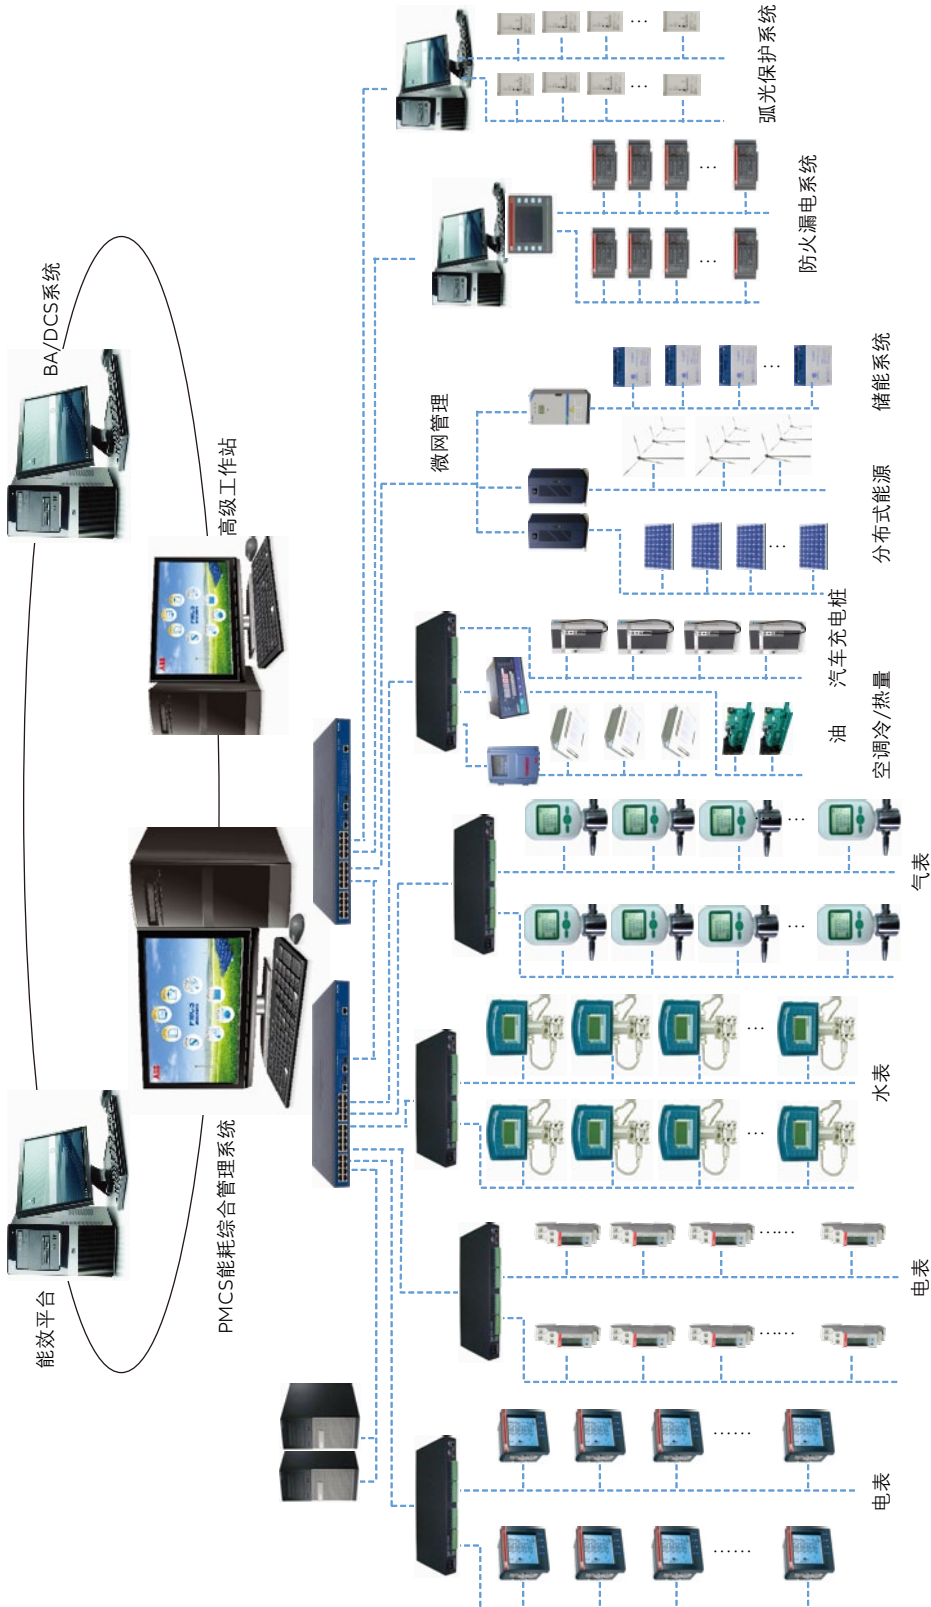 能效平台
BA/DCS系统
PMCS能耗综合管理系统
高级工作站
微网管理
电表
电表
水表
气表
空调冷/热量
油
汽车充电桩
分布式能源
储能系统
防火漏电系统
弧光保护系统